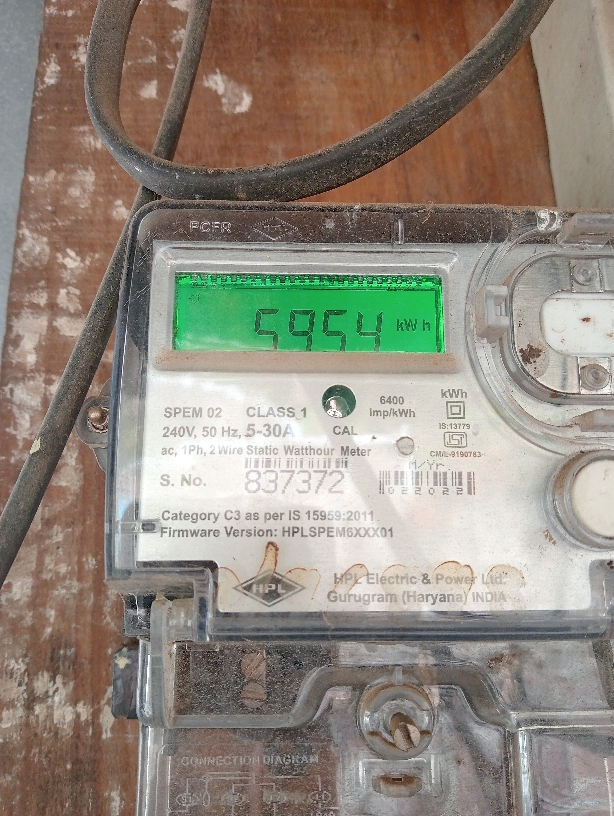 5954 kWh
SPEM 02 CLASS 1
240V, 50 Hz, 5-30A
ac, 1Ph, 2 Wire Static Watthour Meter
CAL
6400
imp/kWh
kWh
IS:13779
CM/L-9190763
S. No. 837372
M/Yr.
022022
Category C3 as per IS 15959:2011
Firmware Version: HPLSPEM6XXX01
HPL
HPL Electric & Power Ltd.
Gurugram (Haryana) INDIA
CONNECTION DIAGRAM